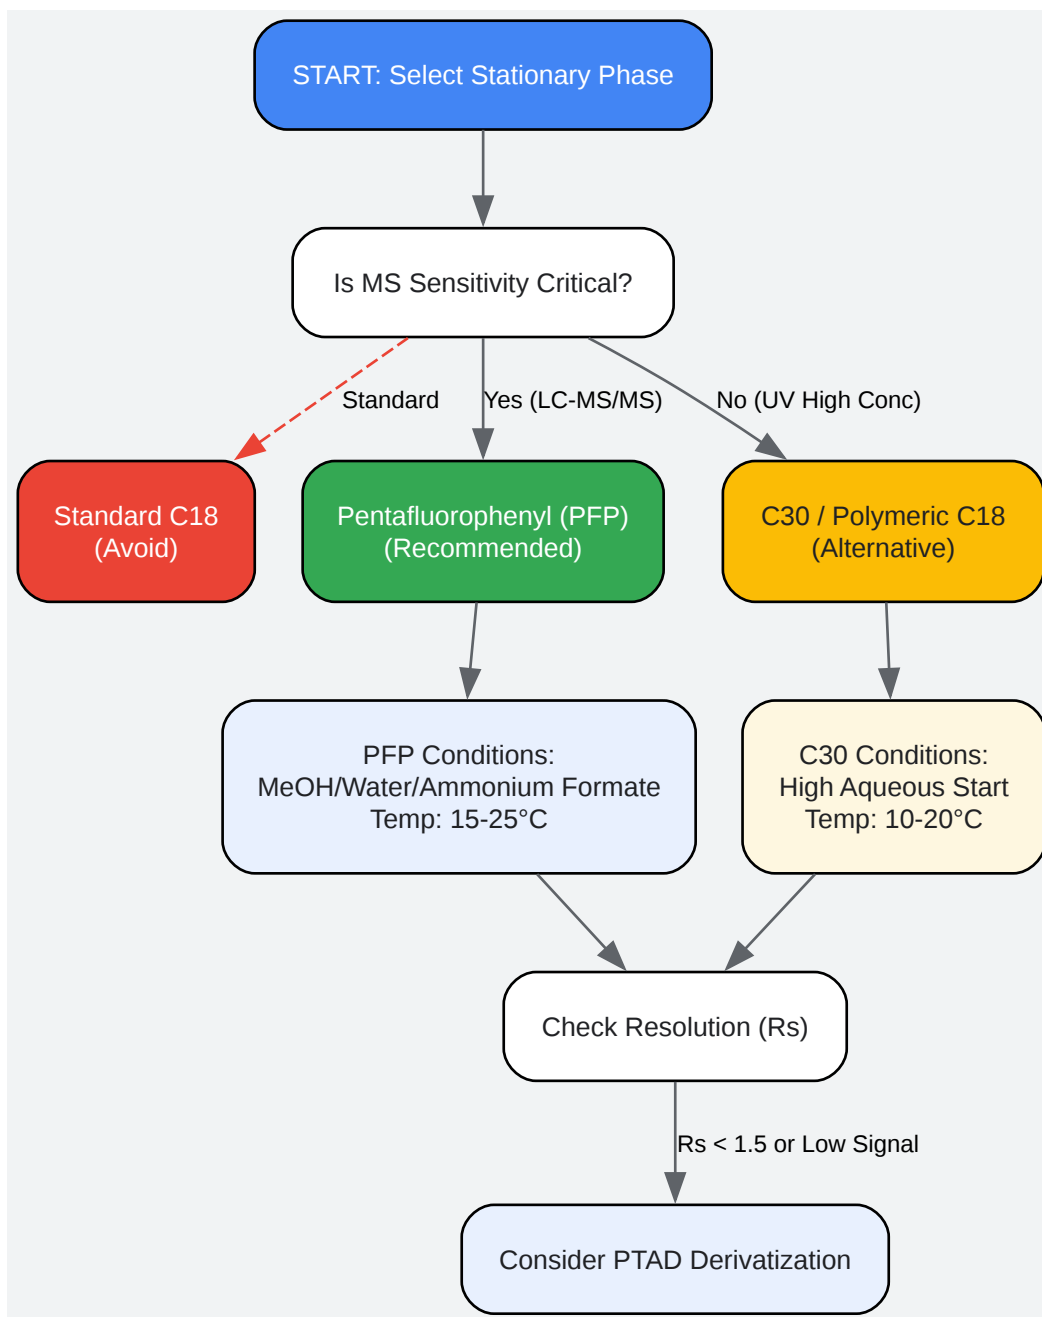 START: Select Stationary Phase
Is MS Sensitivity Critical?
Standard
Yes (LC-MS/MS)
No (UV High Conc)
Standard C18
(Avoid)
Pentafluorophenyl (PFP)
(Recommended)
C30 / Polymeric C18
(Alternative)
PFP Conditions:
MeOH/Water/Ammonium Formate
Temp: 15-25°C
C30 Conditions:
High Aqueous Start
Temp: 10-20°C
Check Resolution (Rs)
Rs < 1.5 or Low Signal
Consider PTAD Derivatization